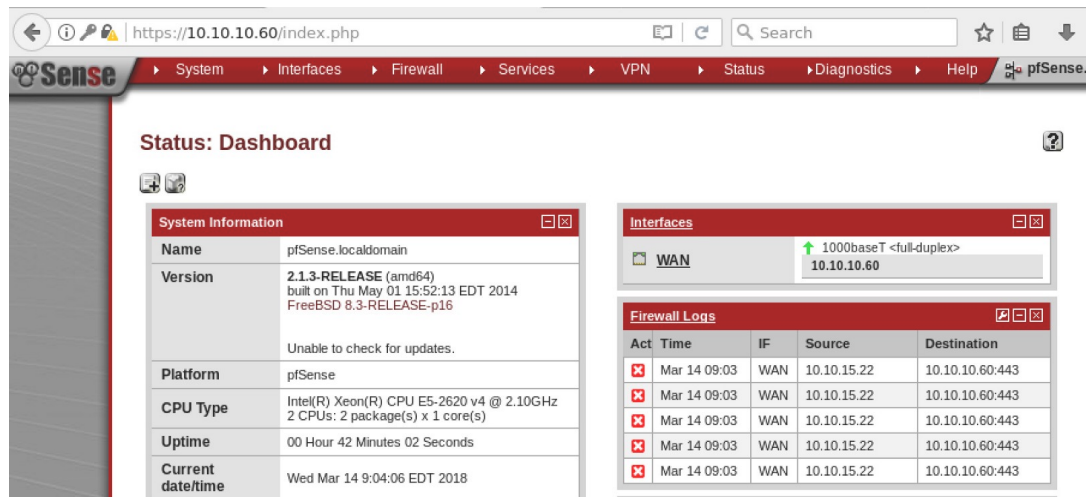 https://10.10.10.60/index.php Search
Sense System Interfaces Firewall Services VPN Status Diagnostics Help pfSense.
Status: Dashboard
System Information
Name pfSense.localdomain
Version 2.1.3-RELEASE (amd64)
built on Thu May 01 15:52:13 EDT 2014
FreeBSD 8.3-RELEASE-p16
Unable to check for updates.
Platform pfSense
CPU Type Intel(R) Xeon(R) CPU E5-2620 v4 @ 2.10GHz
2 CPUs: 2 package(s) x 1 core(s)
Uptime 00 Hour 42 Minutes 02 Seconds
Current
date/time Wed Mar 14 9:04:06 EDT 2018
Interfaces
WAN 1000baseT <full-duplex>
10.10.10.60
Firewall Logs
Act Time IF Source Destination
Mar 14 09:03 WAN 10.10.15.22 10.10.10.60:443
Mar 14 09:03 WAN 10.10.15.22 10.10.10.60:443
Mar 14 09:03 WAN 10.10.15.22 10.10.10.60:443
Mar 14 09:03 WAN 10.10.15.22 10.10.10.60:443
Mar 14 09:03 WAN 10.10.15.22 10.10.10.60:443